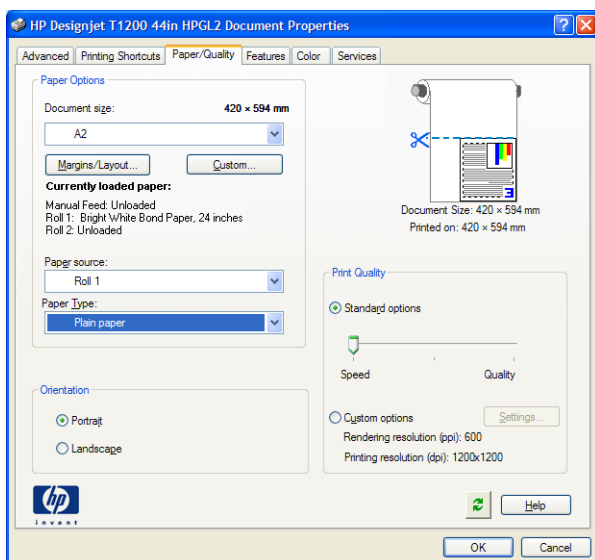 HP Designjet T1200 44in HPGL2 Document Properties
Advanced Printing Shortcuts Paper/Quality Features Color Services
Paper Options
Document size: 420 × 594 mm
A2
Margins/Layout... Custom...
Currently loaded paper:
Manual Feed: Unloaded
Roll 1: Bright White Bond Paper, 24 inches
Roll 2: Unloaded
Paper source:
Roll 1
Paper Type:
Plain paper
Orientation
Portrait
Landscape
3
Document Size: 420 × 594 mm
Printed on: 420 × 594 mm
Print Quality
Standard options
Speed Quality
Custom options Settings...
Rendering resolution (ppi): 600
Printing resolution (dpi): 1200x1200
hp
invent
Help
OK Cancel